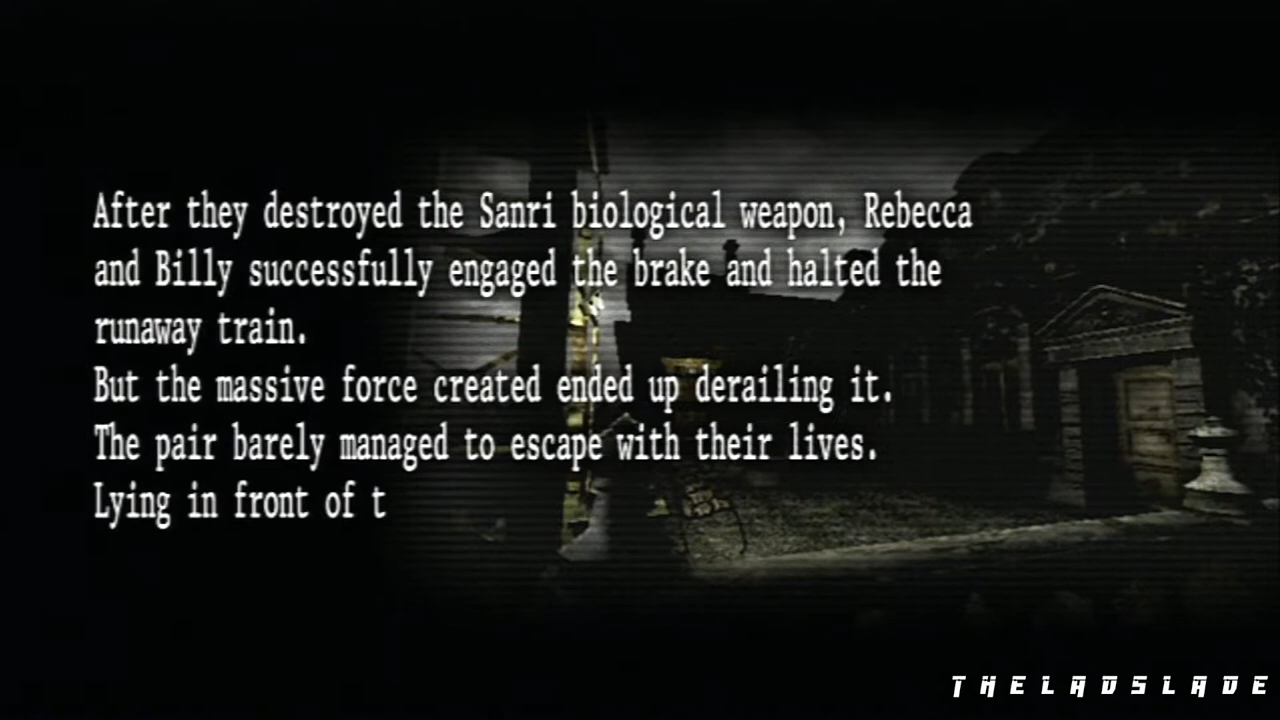 After they destroyed the Sanri biological weapon, Rebecca
and Billy successfully engaged the brake and halted the
runaway train.
But the massive force created ended up derailing it.
The pair barely managed to escape with their lives.
Lying in front of t
THELADSLADE